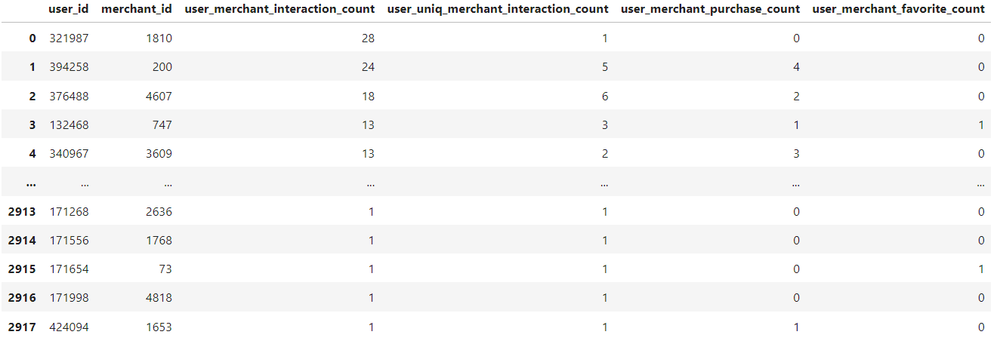 user_id merchant_id user_merchant_interaction_count user_uniq_merchant_interaction_count user_merchant_purchase_count user_merchant_favorite_count
0 321987 1810 28 1 0 0
1 394258 200 24 5 4 0
2 376488 4607 18 6 2 0
3 132468 747 13 3 1 1
4 340967 3609 13 2 3 0
... ... ... ... ... ... ...
2913 171268 2636 1 1 0 0
2914 171556 1768 1 1 0 0
2915 171654 73 1 1 0 1
2916 171998 4818 1 1 0 0
2917 424094 1653 1 1 1 0